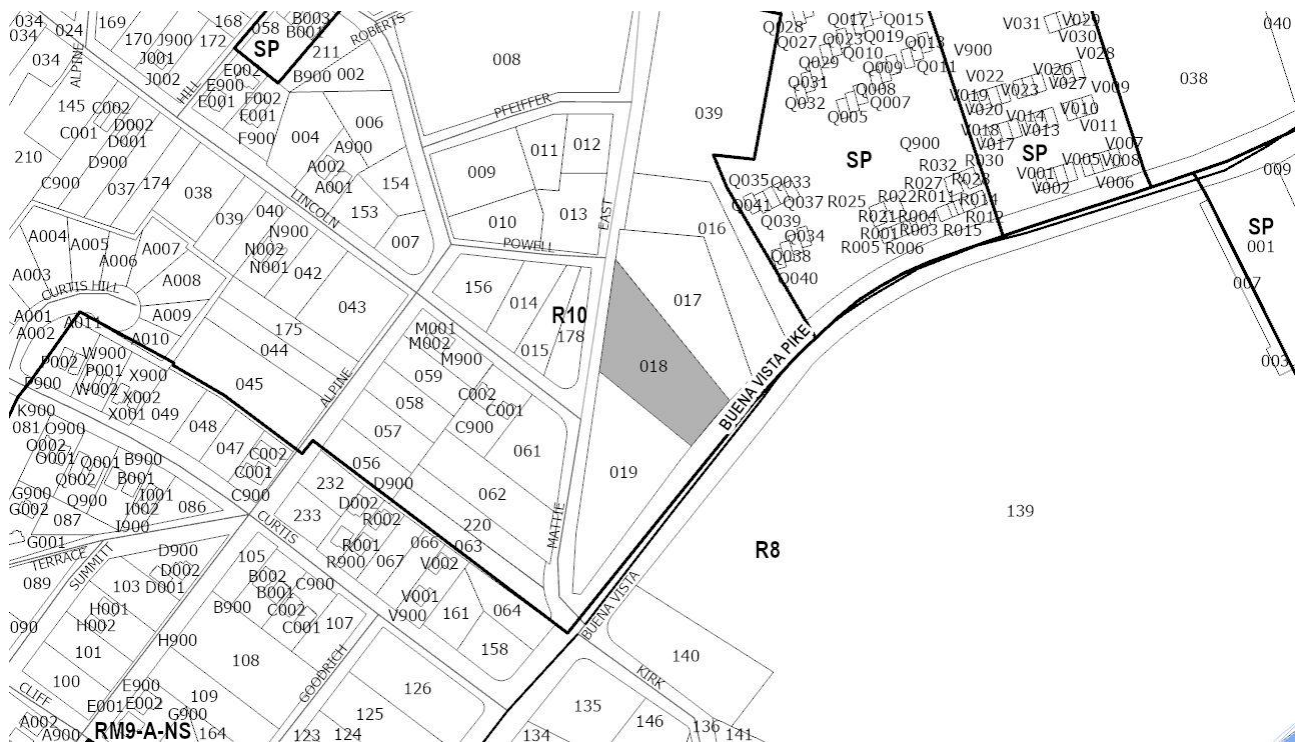 034
024
169
168
170
J900
172
034
J001
J002
ALPINE
HILL
058
B003
B001
SP
211
B900
002
ROBERTS
008
PFEIFFER
034
145
C002
D002
C001
D001
D900
210
C900
037
174
E002
E900
E001
F002
F900
004
006
A900
A002
A001
154
153
007
009
011
012
010
013
POWELL
EAST
038
039
040
LINCOLN
N900
N002
N001
042
043
175
044
045
A004
A005
A006
A007
A003
A008
CURTIS HILL
A009
A001
A002
A011
A010
039
Q028
Q017
Q015
Q027
Q023
Q019
Q010
Q013
Q029
Q009
Q011
Q031
Q008
Q032
Q007
Q005
SP
Q900
R032
R030
R027
R028
R022
R011
R014
R025
R021
R004
R012
R001
R003
R015
R005
R006
Q035
Q033
Q041
Q037
Q039
Q034
Q038
Q040
V031
V029
V030
V900
V028
V026
V022
V023
V027
V009
V019
V020
V014
V010
V018
V013
V011
V017
SP
V007
V005
V008
V001
V002
V006
038
040
009
SP
001
007
003
016
017
018
019
BUENA VISTA PIKE
156
014
R10
178
015
M001
M002
M900
059
058
C002
C001
C900
057
061
056
D900
062
220
MATTIE
ALPINE
P002
W900
P001
W002
X900
X002
X001
049
P900
048
047
C002
C001
C900
K900
081
Q900
O002
O001
Q001
Q002
B900
B001
I001
I002
I900
G900
G002
Q900
086
087
G001
TERRACE
SUMMITT
089
090
CURTIS
232
D002
R002
233
R001
R900
066
063
067
V002
V001
V900
161
064
158
139
R8
BUENA VISTA
KIRK
140
D900
D002
D001
103
H001
H002
101
100
H900
105
B002
B001
C900
C002
C001
B900
107
108
GOODRICH
126
125
124
123
109
E900
E002
E001
G900
164
CLIFF
A002
A900
RM9-A-NS
135
146
136
134
141